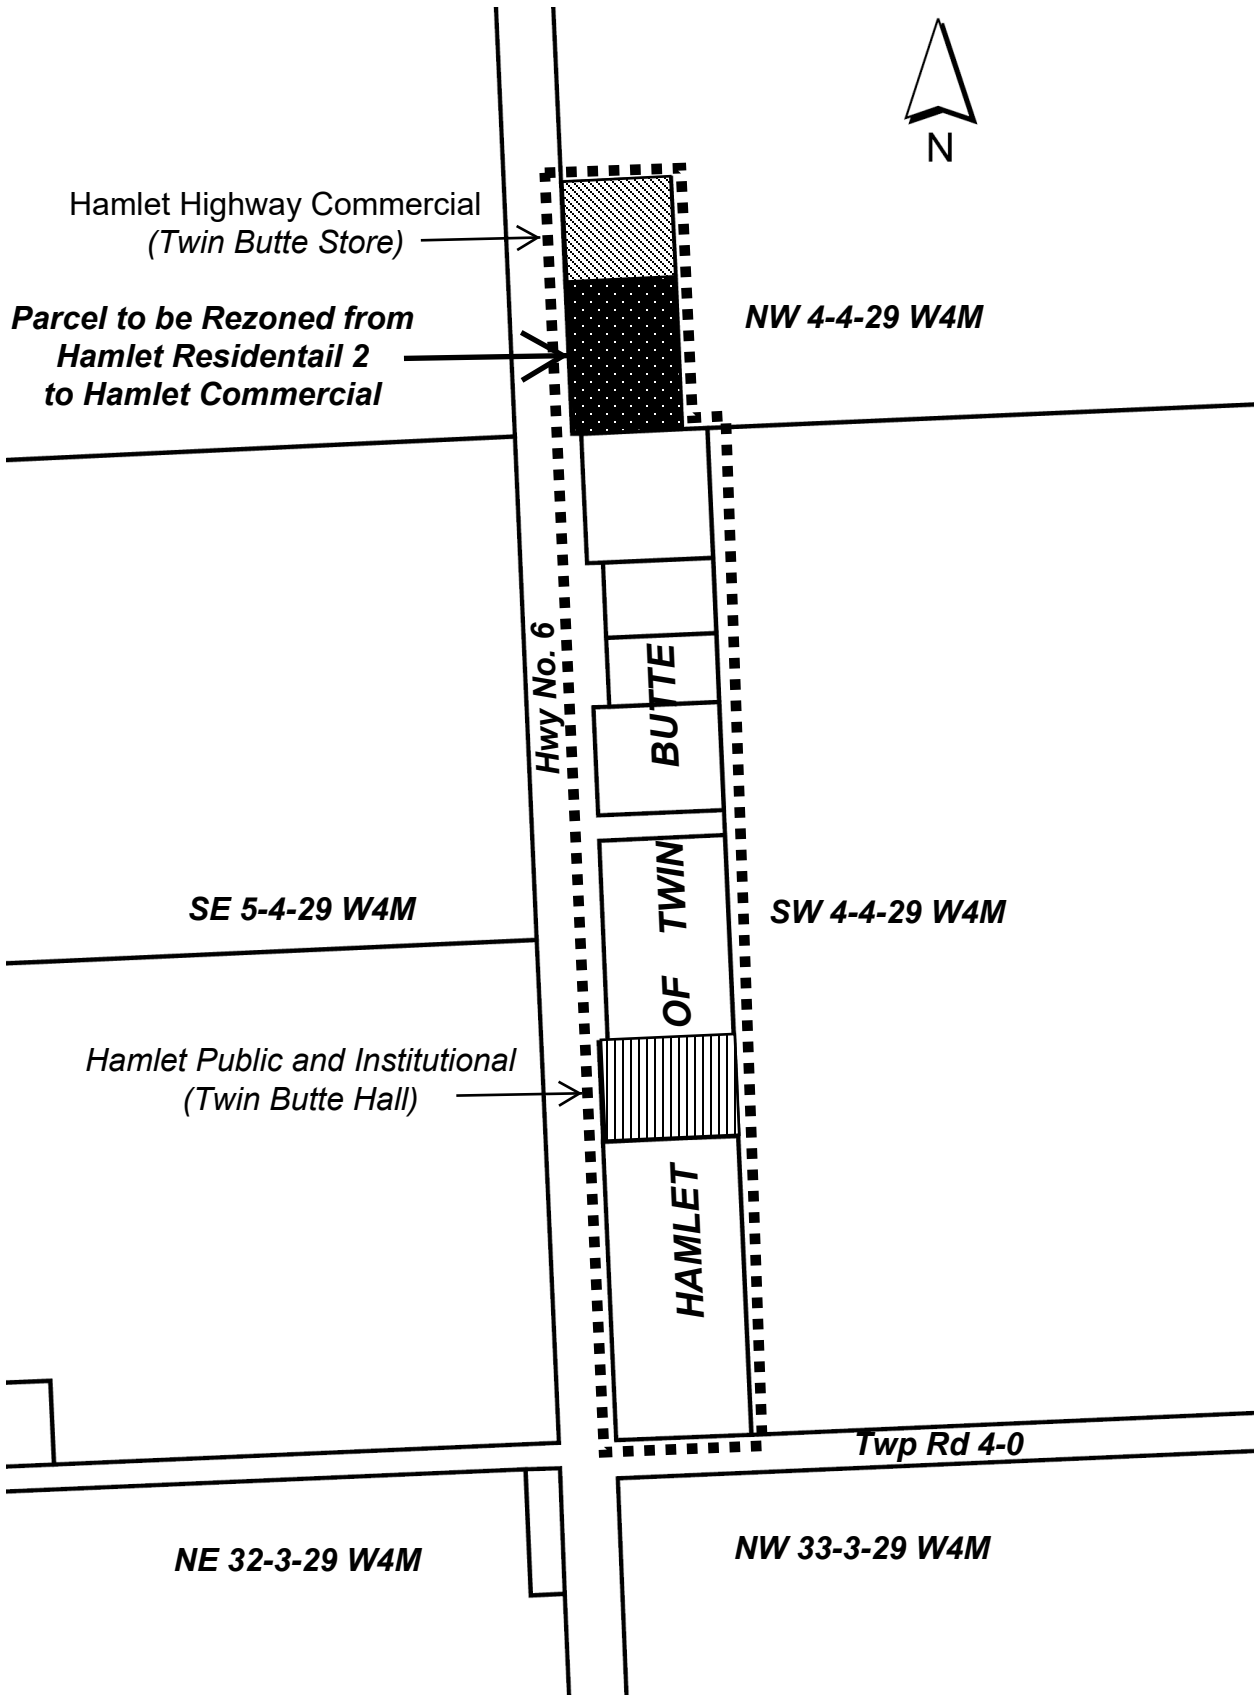 N
Hamlet Highway Commercial
(Twin Butte Store)
Parcel to be Rezoned from
Hamlet Residentail 2
to Hamlet Commercial
NW 4-4-29 W4M
Hwy No. 6
HAMLET OF TWIN BUTTE
SE 5-4-29 W4M
SW 4-4-29 W4M
Hamlet Public and Institutional
(Twin Butte Hall)
Twp Rd 4-0
NE 32-3-29 W4M
NW 33-3-29 W4M